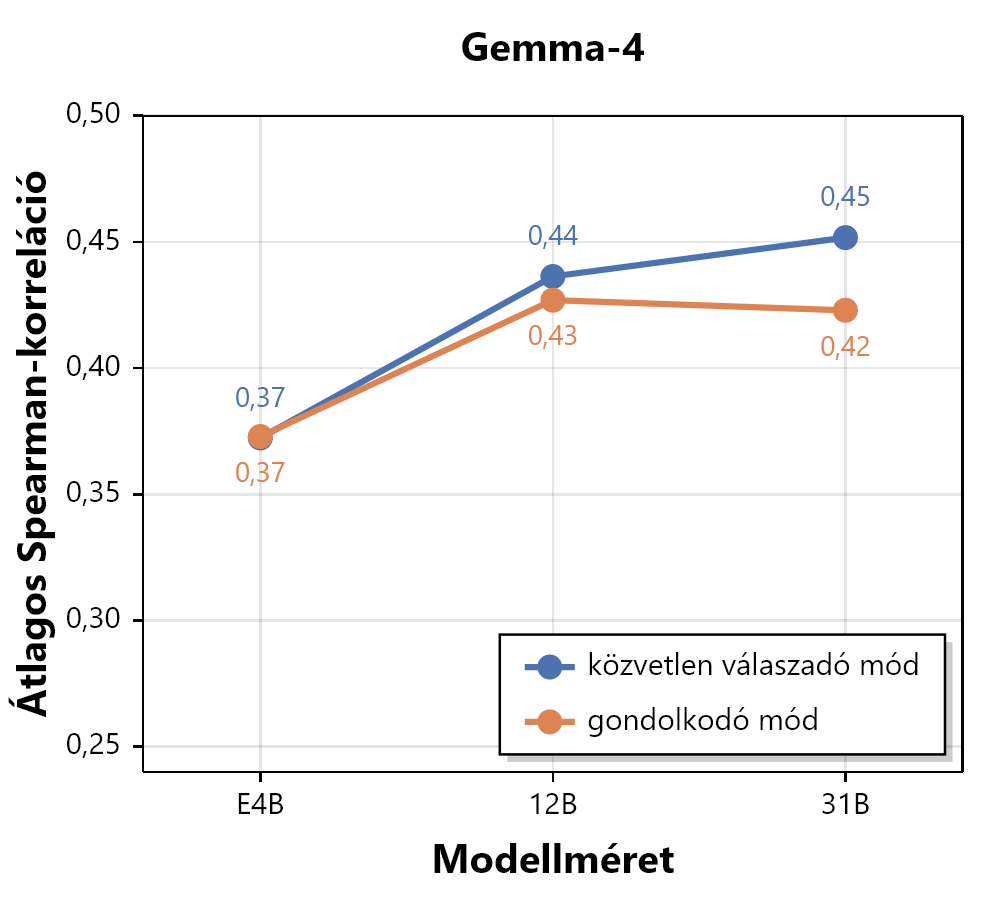 Gemma-4
Átlagos Spearman-korreláció
0,50
0,45
0,40
0,35
0,30
0,25
0,37
0,44
0,45
0,37
0,43
0,42
közvetlen válaszadó mód
gondolkodó mód
E4B
12B
31B
Modellméret